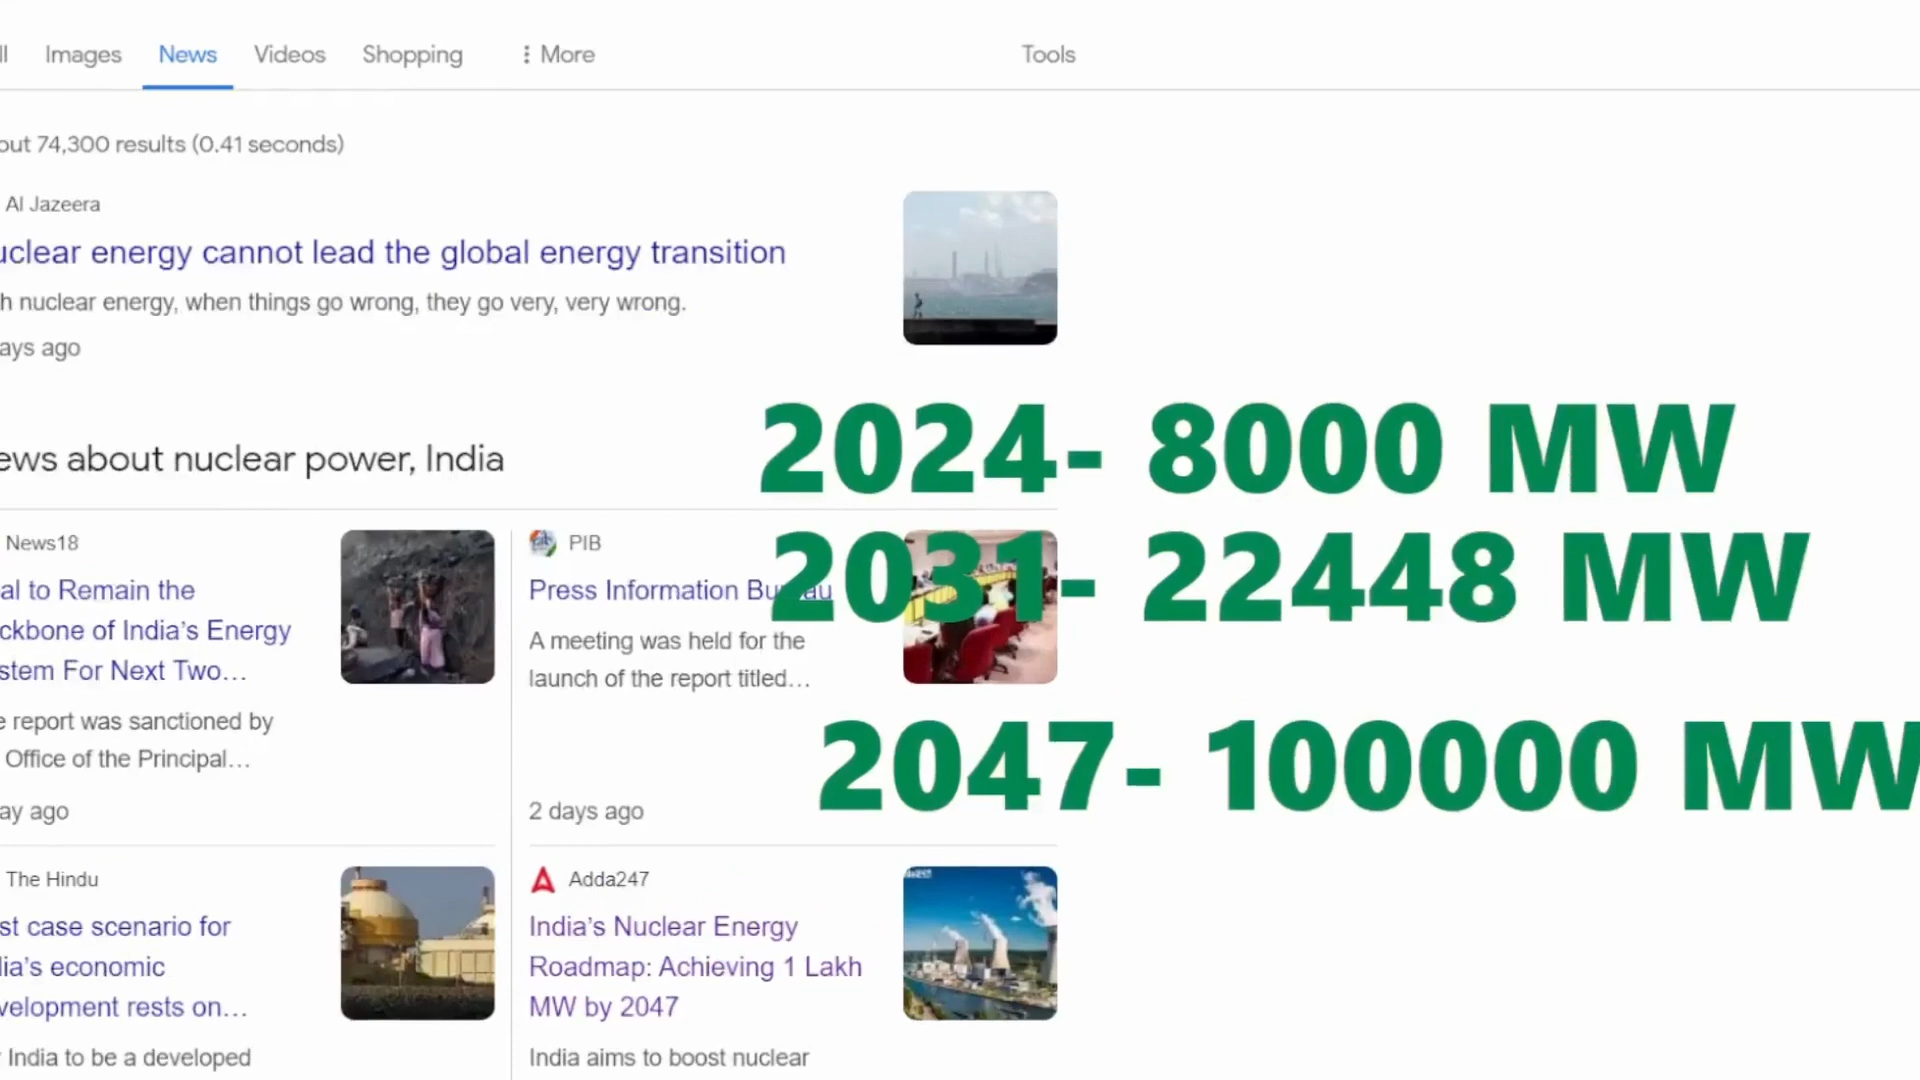 ll Images News Videos Shopping More Tools
out 74,300 results (0.41 seconds)
Al Jazeera
uclear energy cannot lead the global energy transition
h nuclear energy, when things go wrong, they go very, very wrong.
ays ago
2024- 8000 MW
2031- 22448 MW
2047- 100000 MW
ews about nuclear power, India
News18
al to Remain the
ckbone of India's Energy
stem For Next Two...
e report was sanctioned by
Office of the Principal...
ay ago
PIB
Press Information Bureau
A meeting was held for the
launch of the report titled...
2 days ago
The Hindu
st case scenario for
lia's economic
velopment rests on...
India to be a developed
Adda247
India's Nuclear Energy
Roadmap: Achieving 1 Lakh
MW by 2047
India aims to boost nuclear